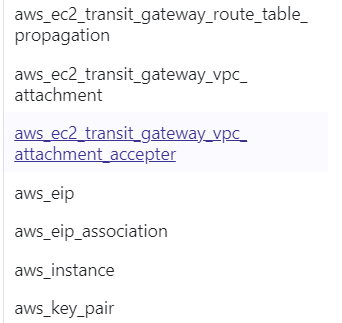 aws_ec2_transit_gateway_route_table_
propagation
aws_ec2_transit_gateway_vpc_
attachment
aws_ec2_transit_gateway_vpc_
attachment_accepter
aws_eip
aws_eip_association
aws_instance
aws_key_pair